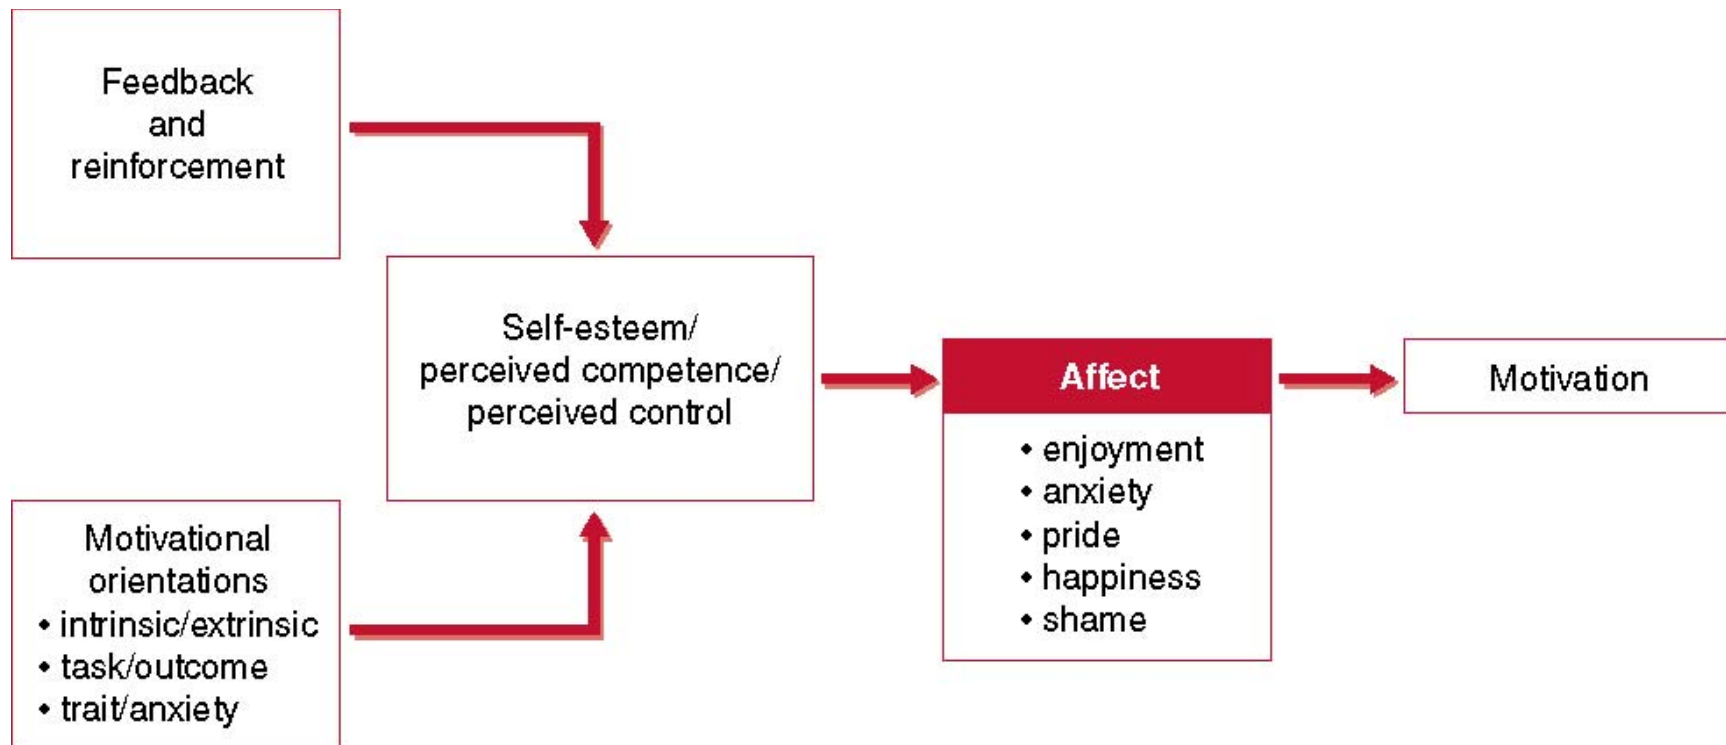 Feedback
and
reinforcement
Self-esteem/
perceived competence/
perceived control
Motivational
orientations
• intrinsic/extrinsic
• task/outcome
• trait/anxiety
Affect
• enjoyment
• anxiety
• pride
• happiness
• shame
Motivation